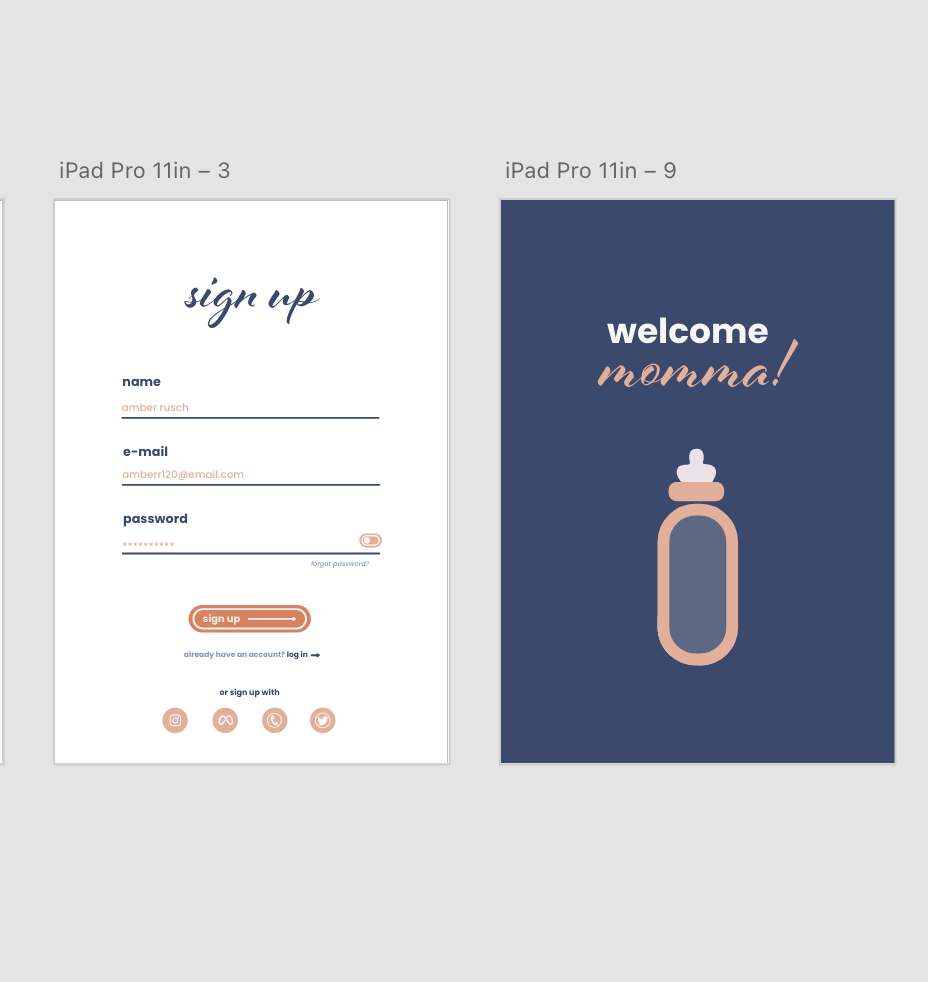 iPad Pro 11in – 3
sign up
name
amber rusch
e-mail
amberr120@email.com
password
**********
forgot password?
sign up
already have an account? log in
or sign up with
iPad Pro 11in – 9
welcome
momma!